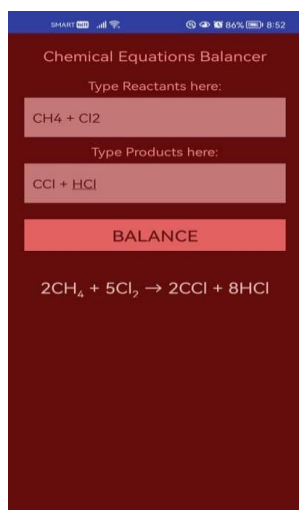 SMART 86% 8:52
Chemical Equations Balancer
Type Reactants here:
CH4 + Cl2
Type Products here:
CCl + HCl
BALANCE
2CH₄ + 5Cl₂ → 2CCl + 8HCl